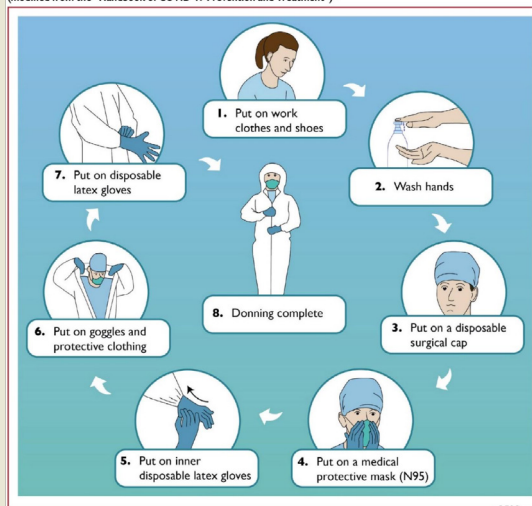 1. Put on work
clothes and shoes
2. Wash hands
3. Put on a disposable
surgical cap
4. Put on a medical
protective mask (N95)
5. Put on inner
disposable latex gloves
6. Put on goggles and
protective clothing
7. Put on disposable
latex gloves
8. Donning complete